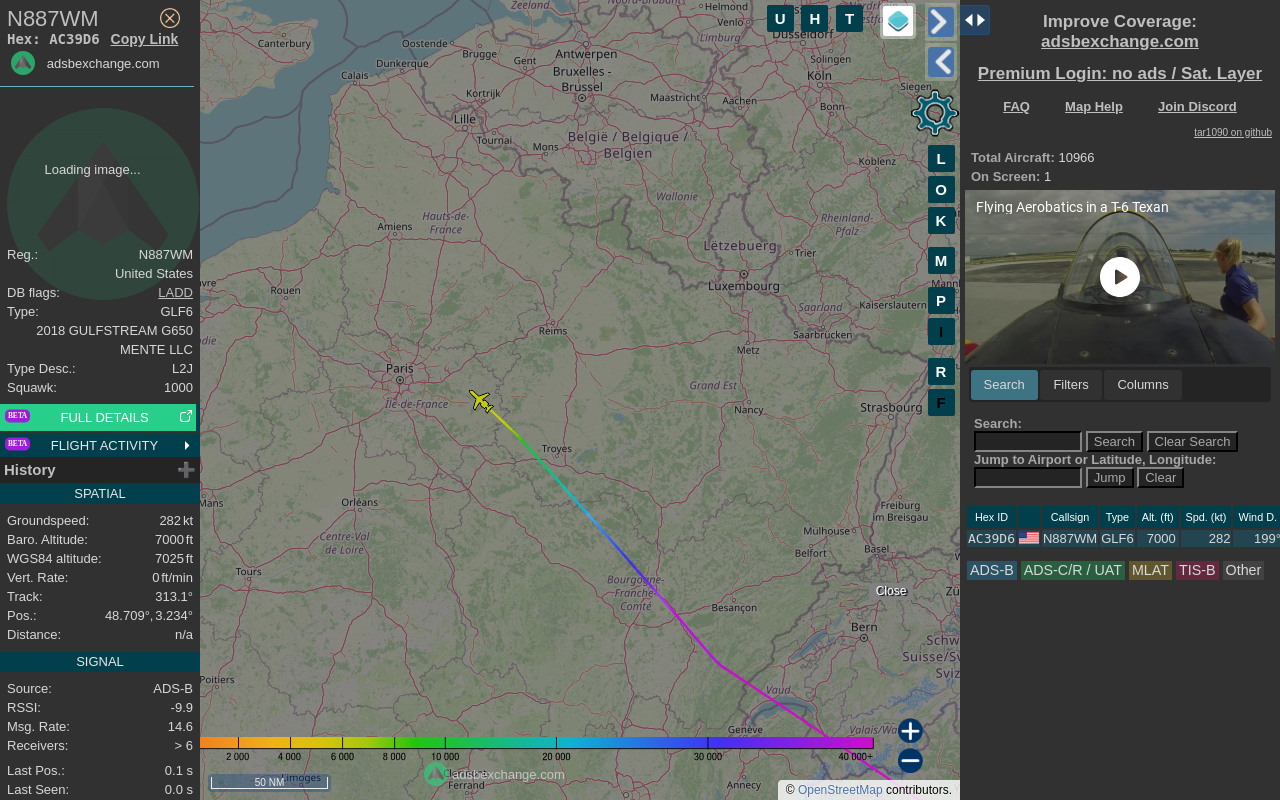 N887WM
Hex: AC39D6 Copy Link
adsbexchange.com
Loading image...
Reg.: N887WM
United States
DB flags: LADD
Type: GLF6
2018 GULFSTREAM G650
MENTE LLC
Type Desc.: L2J
Squawk: 1000
BETA FULL DETAILS
BETA FLIGHT ACTIVITY
History
SPATIAL
Groundspeed: 282 kt
Baro. Altitude: 7000 ft
WGS84 altitude: 7025 ft
Vert. Rate: 0 ft/min
Track: 313.1°
Pos.: 48.709°, 3.234°
Distance: n/a
SIGNAL
Source: ADS-B
RSSI: -9.9
Msg. Rate: 14.6
Receivers: > 6
Last Pos.: 0.1 s
Last Seen: 0.0 s
Zeeland
Noord-Brabant
Helmond
Venlo
Limburg
Düsseldorf
Solingen
Köln
Siegen
Canterbury
Oostende
Dunkerque
Calais
Brugge
Gent
Antwerpen
Bruxelles -
Brussel
Kortrijk
Maastricht
Aachen
Bonn
Lille
Tournai
Mons
België / Belgique /
Belgien
Koblenz
Wallonie
Hauts-de-
France
Rheinland-
Pfalz
Amiens
Lëtzebuerg
Trier
Luxembourg
Rouen
Saarland
Kaiserslautern
Saarbrücken
Reims
Metz
Paris
Île-de-France
Grand Est
Nancy
Strasbourg
Troyes
Orléans
Freiburg
im Breisgau
Centre-Val
de Loire
Mulhouse
Belfort
Basel
Tours
Bourgogne-
Franche-
Comté
Besançon
Bern
Poitiers
Vaud
Genève
Annecy
Limoges
Ferrand
U H T
L
O
K
M
P
I
R
F
Close
2 000 4 000 6 000 8 000 10 000 20 000 30 000 40 000+
50 NM
adsbexchange.com
© OpenStreetMap contributors.
Improve Coverage:
adsbexchange.com
Premium Login: no ads / Sat. Layer
FAQ Map Help Join Discord
tar1090 on github
Total Aircraft: 10966
On Screen: 1
Flying Aerobatics in a T-6 Texan
Search Filters Columns
Search:
Search Clear Search
Jump to Airport or Latitude, Longitude:
Jump Clear
Hex ID Callsign Type Alt. (ft) Spd. (kt) Wind D.
AC39D6 N887WM GLF6 7000 282 199°
ADS-B ADS-C/R / UAT MLAT TIS-B Other